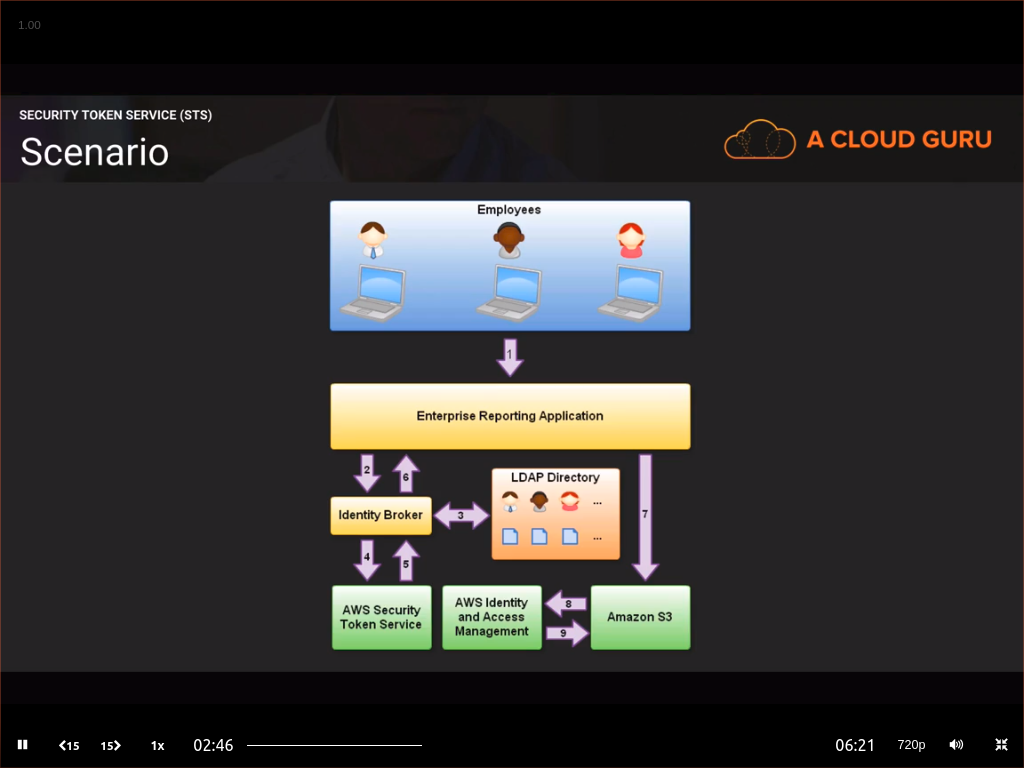 1.00
SECURITY TOKEN SERVICE (STS)
Scenario
A CLOUD GURU
Employees
1
Enterprise Reporting Application
2
6
LDAP Directory
...
7
Identity Broker
3
...
4
5
AWS Security
Token Service
AWS Identity
and Access
Management
8
9
Amazon S3
15
15
1x
02:46
06:21
720p